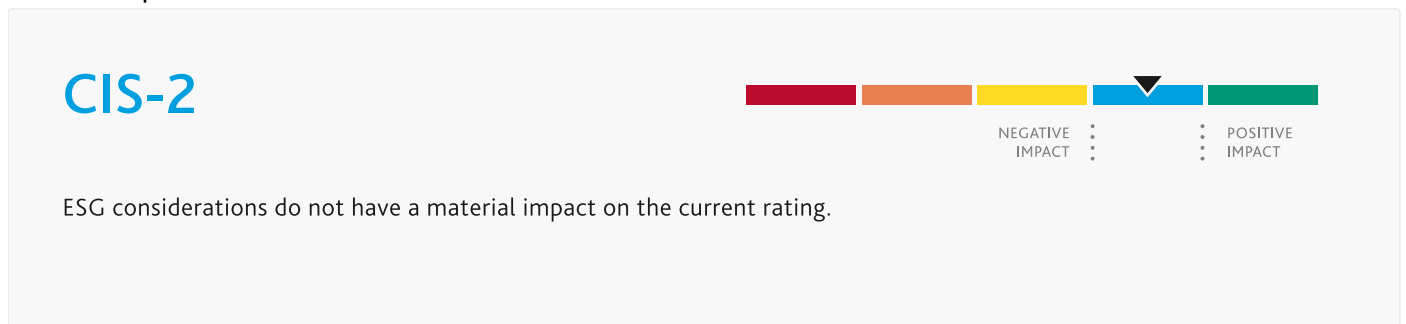 CIS-2
NEGATIVE
IMPACT
POSITIVE
IMPACT
ESG considerations do not have a material impact on the current rating.